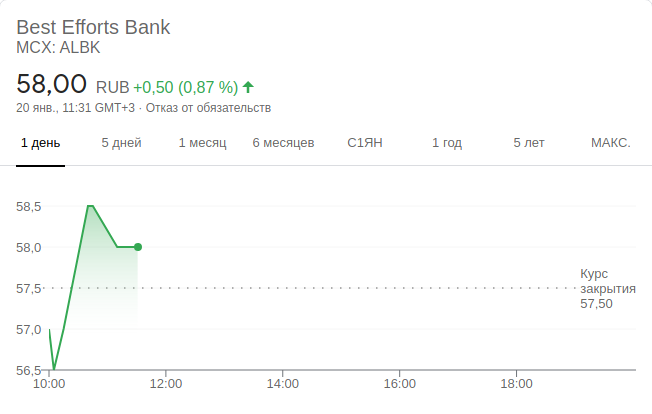 Best Efforts Bank
MCX: ALBK
58,00 RUB +0,50 (0,87 %)
20 янв., 11:31 GMT+3 · Отказ от обязательств
1 день 5 дней 1 месяц 6 месяцев С1ЯН 1 год 5 лет МАКС.
58,5
58,0
57,5
57,0
56,5
Курс
закрытия
57,50
10:00 12:00 14:00 16:00 18:00